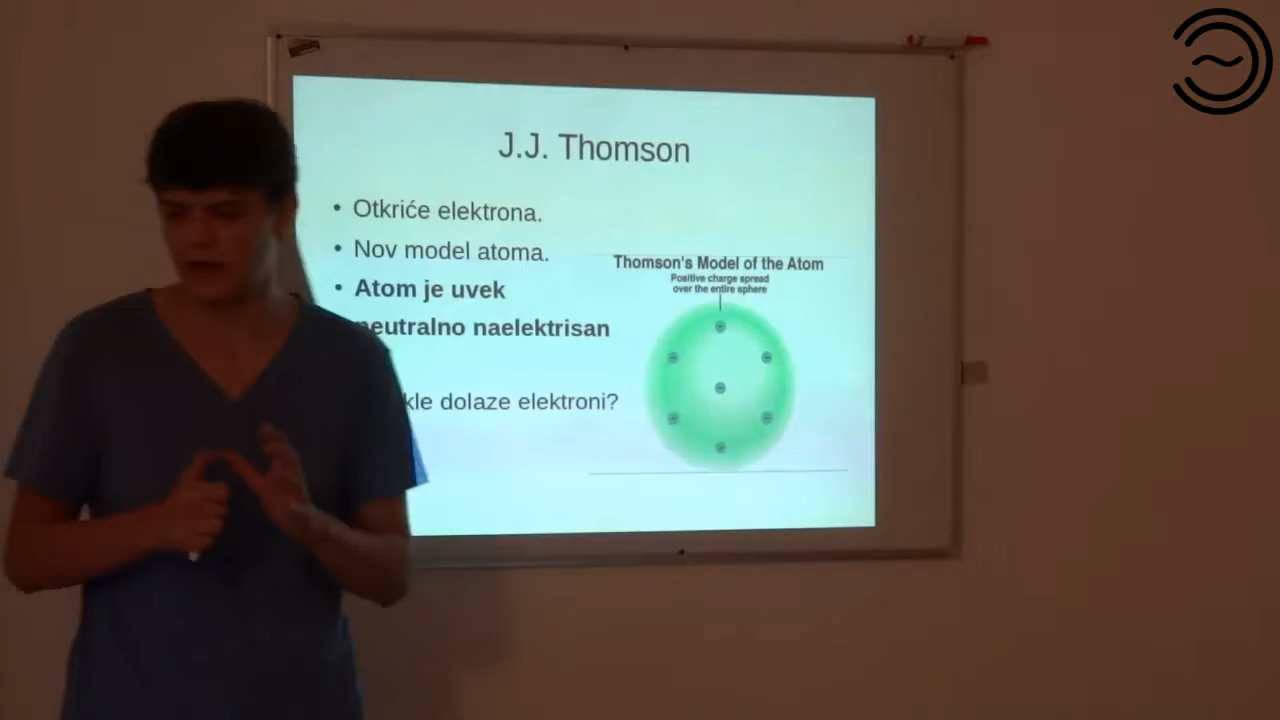 J.J. Thomson
• Otkriće elektrona.
• Nov model atoma.
• Atom je uvek
neutralno naelektrisan
dolaze elektroni?
Thomson's Model of the Atom
Positive charge spread
over the entire sphere